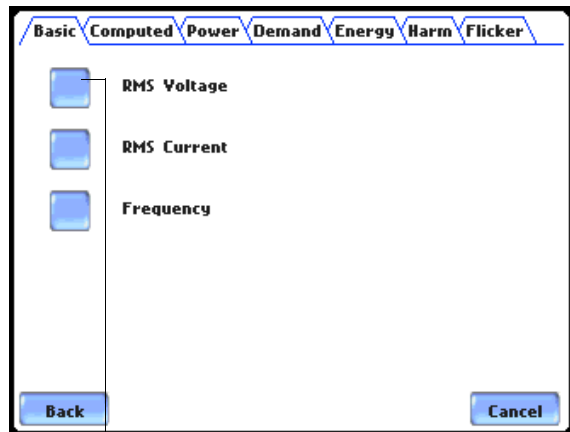 Basic Computed Power Demand Energy Harm Flicker
RMS Voltage
RMS Current
Frequency
Back Cancel